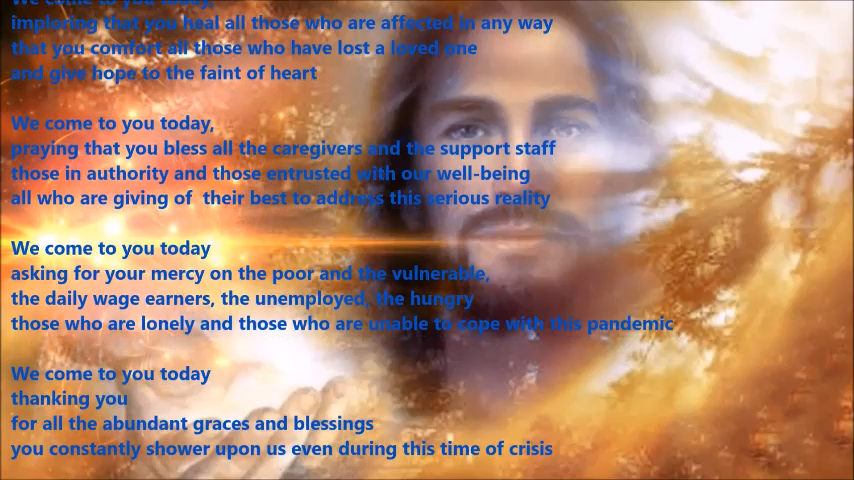 We come to you today,
imploring that you heal all those who are affected in any way
that you comfort all those who have lost a loved one
and give hope to the faint of heart
We come to you today,
praying that you bless all the caregivers and the support staff
those in authority and those entrusted with our well-being
all who are giving of  their best to address this serious reality
We come to you today
asking for your mercy on the poor and the vulnerable,
the daily wage earners, the unemployed, the hungry
those who are lonely and those who are unable to cope with this pandemic
We come to you today
thanking you
for all the abundant graces and blessings
you constantly shower upon us even during this time of crisis